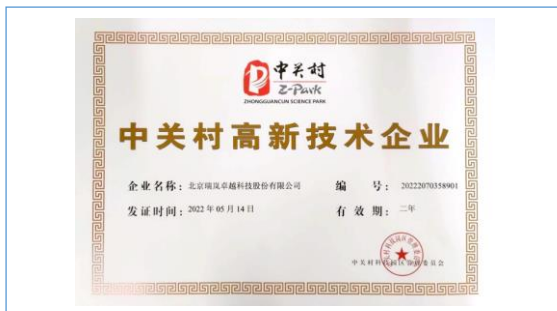 中关村
Z-Park
ZHONGGUANCUN SCIENCE PARK
中关村高新技术企业
企业名称：北京瑞岚卓越科技股份有限公司 编 号：20222070358901
发证时间：2022年05月14日 有 效 期：二年
中关村科技园区管理委员会